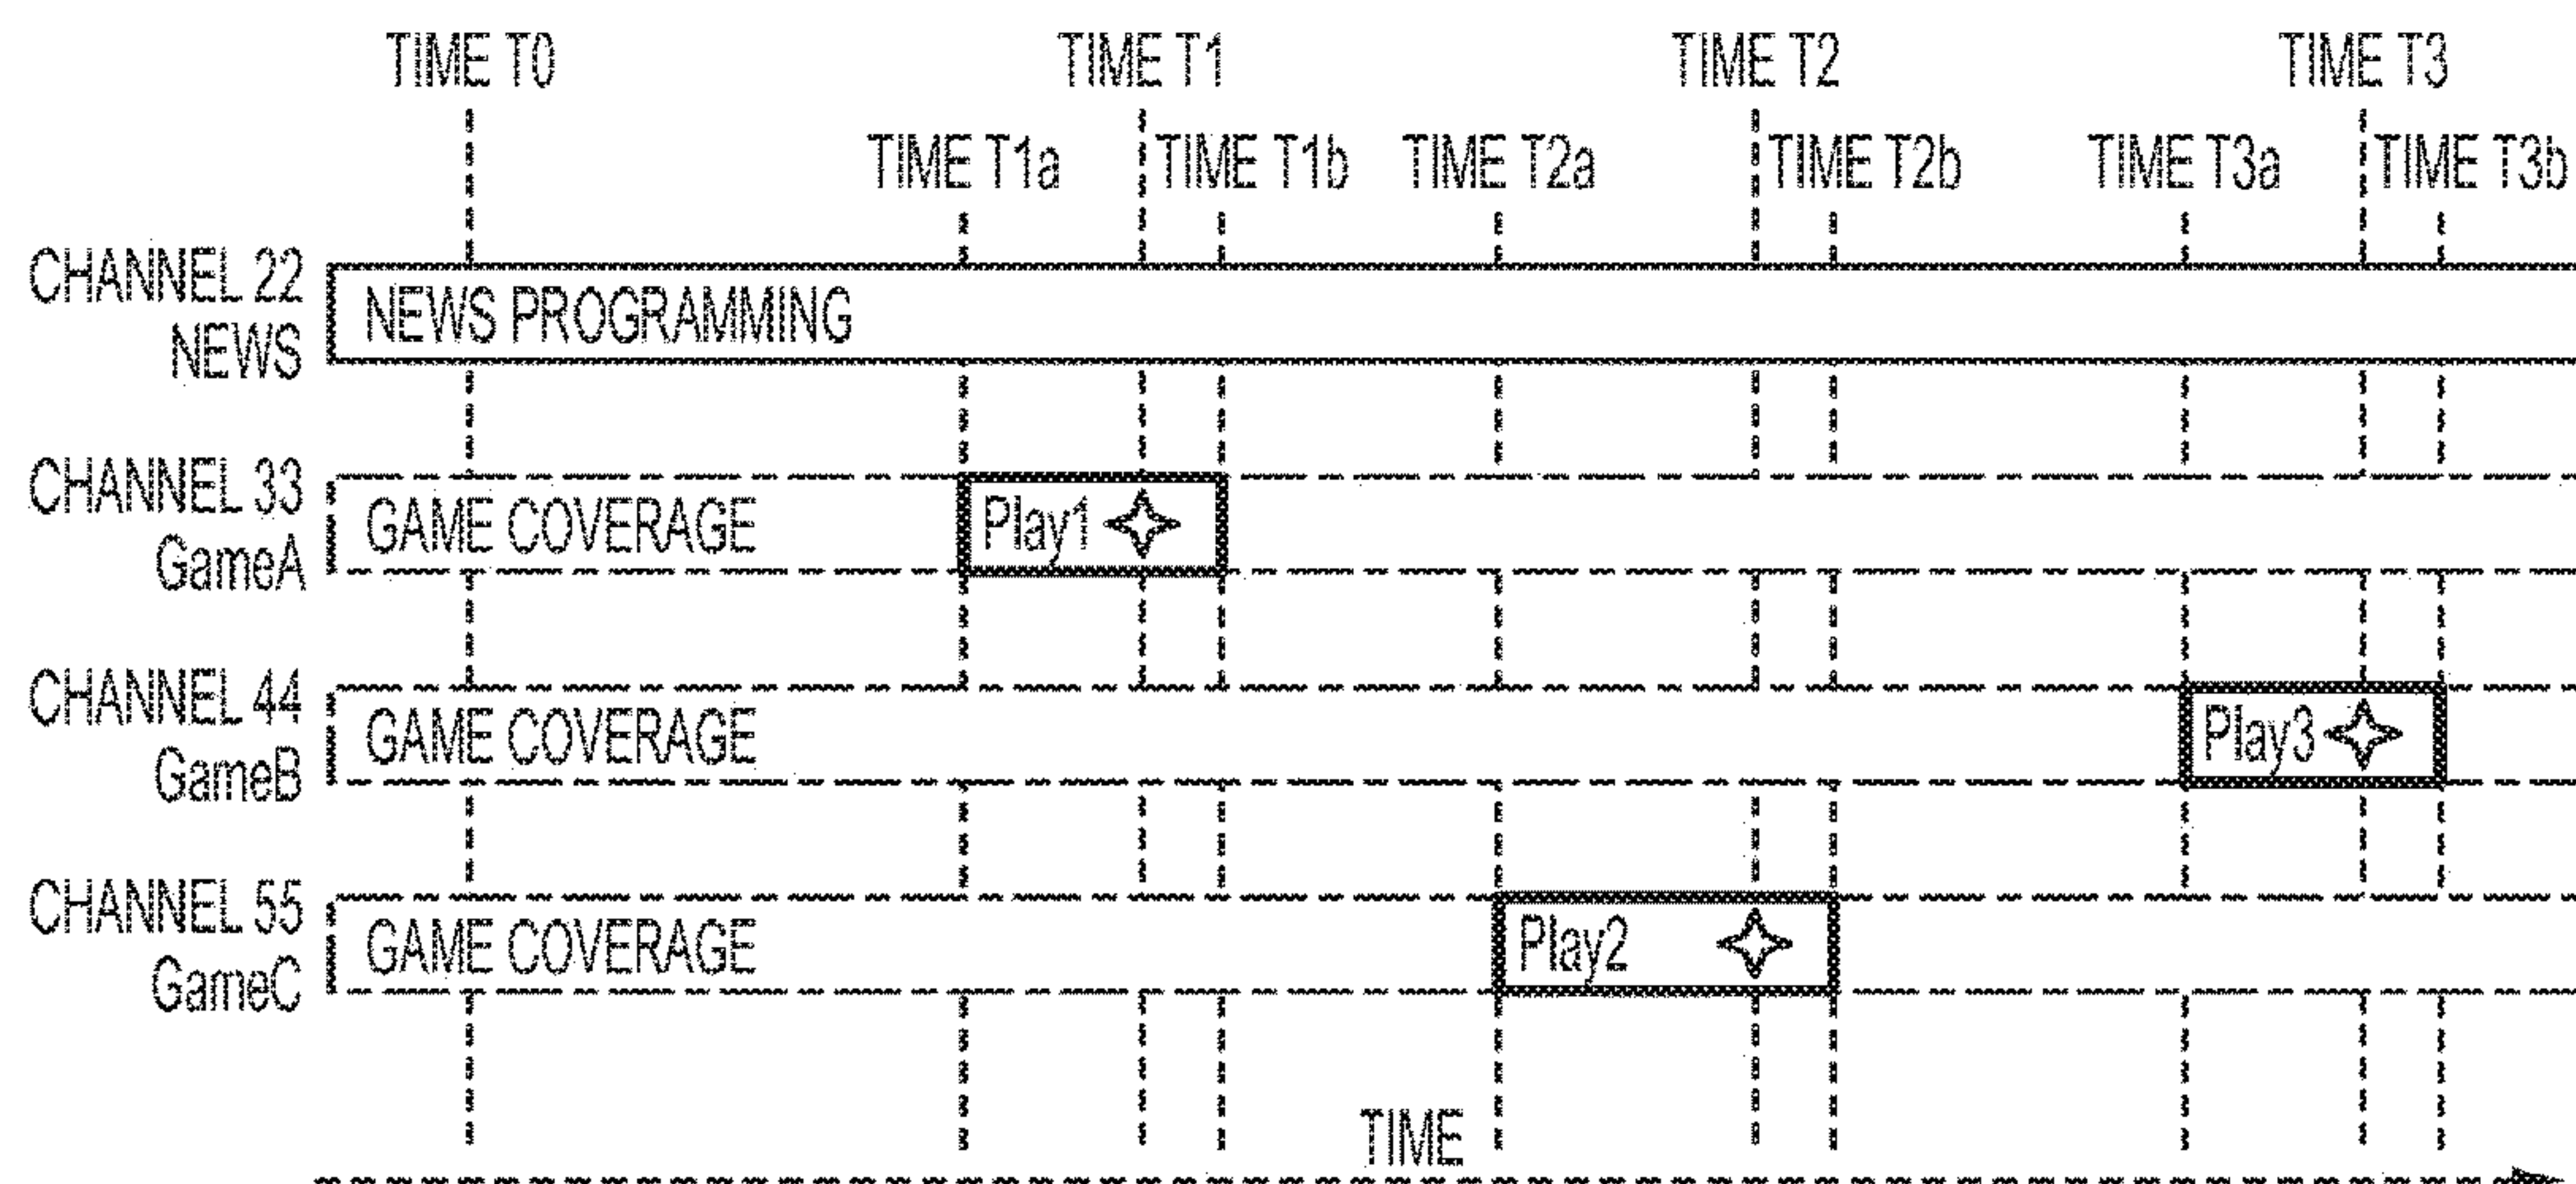 TIME T0
TIME T1
TIME T2
TIME T3
TIME T1a
TIME T1b
TIME T2a
TIME T2b
TIME T3a
TIME T3b
CHANNEL 22
NEWS
NEWS PROGRAMMING
CHANNEL 33
GameA
GAME COVERAGE
Play1
CHANNEL 44
GameB
GAME COVERAGE
Play3
CHANNEL 55
GameC
GAME COVERAGE
Play2
TIME